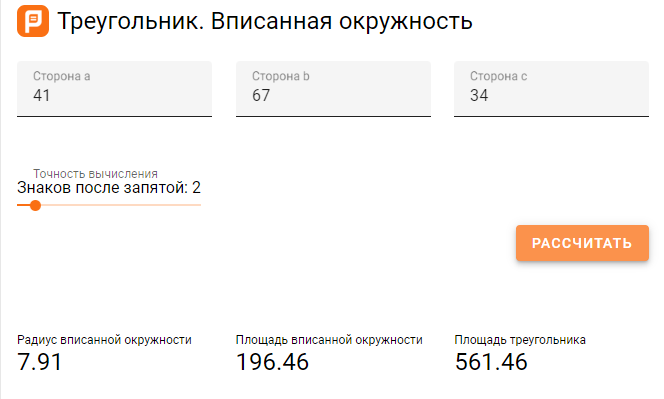 P Треугольник. Вписанная окружность
Сторона a Сторона b Сторона c
41 67 34
Точность вычисления
Знаков после запятой: 2
РАССЧИТАТЬ
Радиус вписанной окружности Площадь вписанной окружности Площадь треугольника
7.91 196.46 561.46